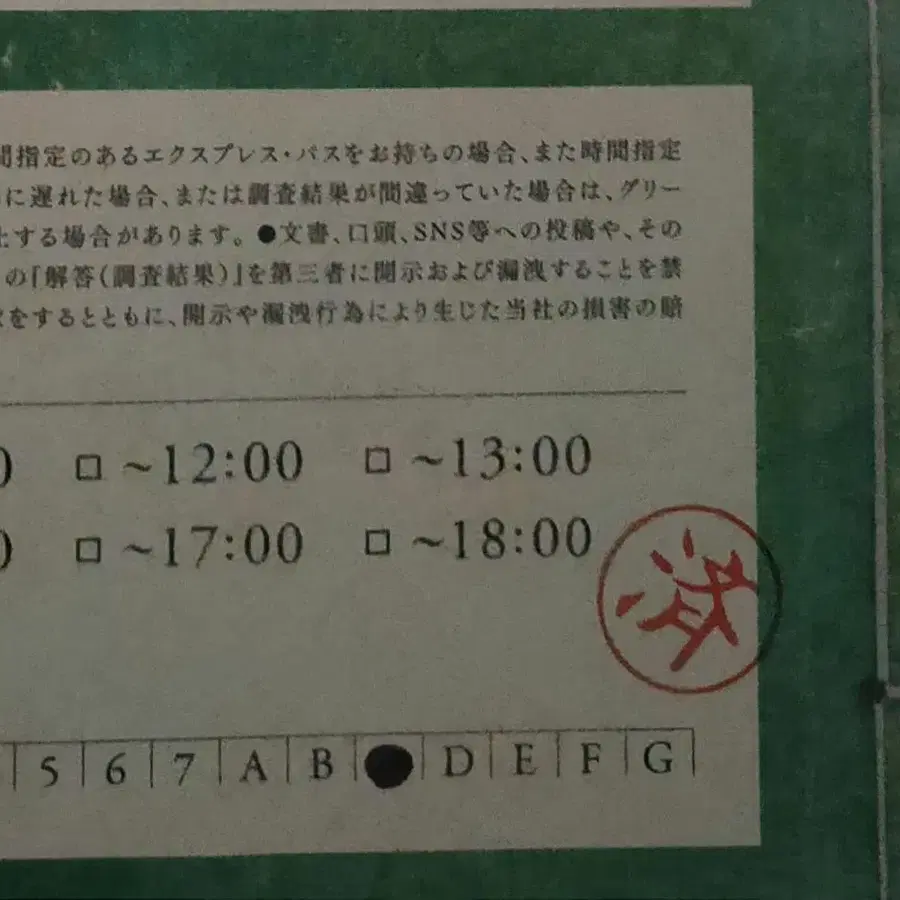 間指定のあるエクスプレス・パスをお持ちの場合、また時間指定
に遅れた場合、または調査結果が間違っていた場合は、グリー
止する場合があります。●文書、口頭、SNS等への投稿や、その
の「解答(調査結果)」を第三者に開示および漏洩することを禁
をするとともに、開示や漏洩行為により生じた当社の損害の賠
0 □ ~12:00 □ ~13:00
0 □ ~17:00 □ ~18:00
済
5 6 7 A B ● D E F G